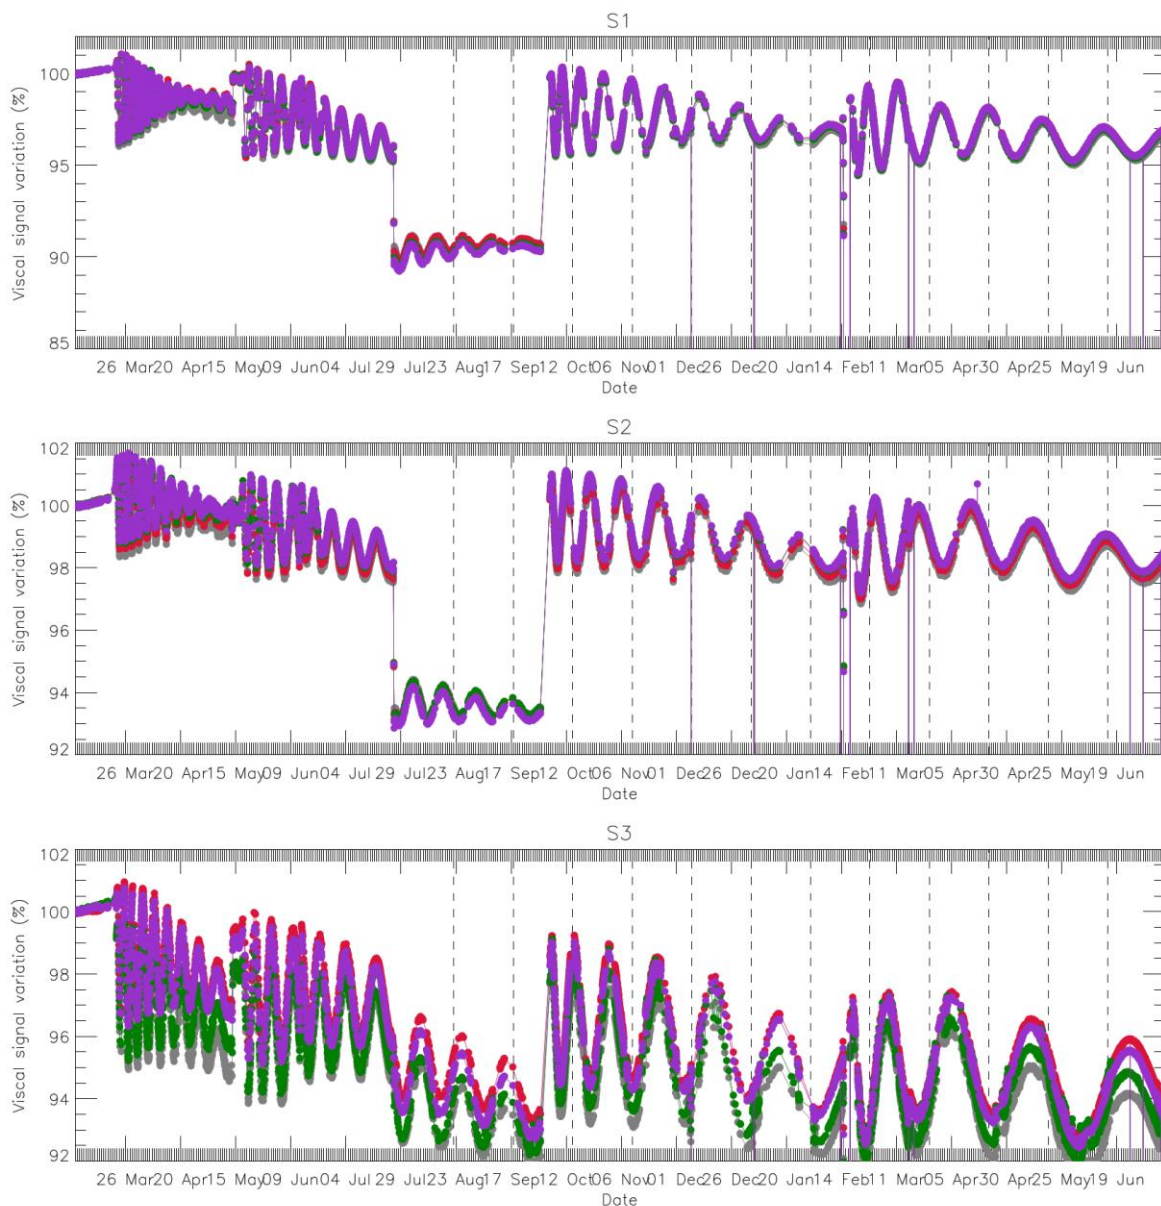 S1
Viscal signal variation (%)
100
95
90
85
26 Mar20 Apr15 May09 Jun04 Jul 29 Jul23 Aug17 Sep12 Oct06 Nov01 Dec26 Dec20 Jan14 Feb11 Mar05 Apr30 Apr25 May19 Jun
Date
S2
Viscal signal variation (%)
102
100
98
96
94
92
26 Mar20 Apr15 May09 Jun04 Jul 29 Jul23 Aug17 Sep12 Oct06 Nov01 Dec26 Dec20 Jan14 Feb11 Mar05 Apr30 Apr25 May19 Jun
Date
S3
Viscal signal variation (%)
102
100
98
96
94
92
26 Mar20 Apr15 May09 Jun04 Jul 29 Jul23 Aug17 Sep12 Oct06 Nov01 Dec26 Dec20 Jan14 Feb11 Mar05 Apr30 Apr25 May19 Jun
Date